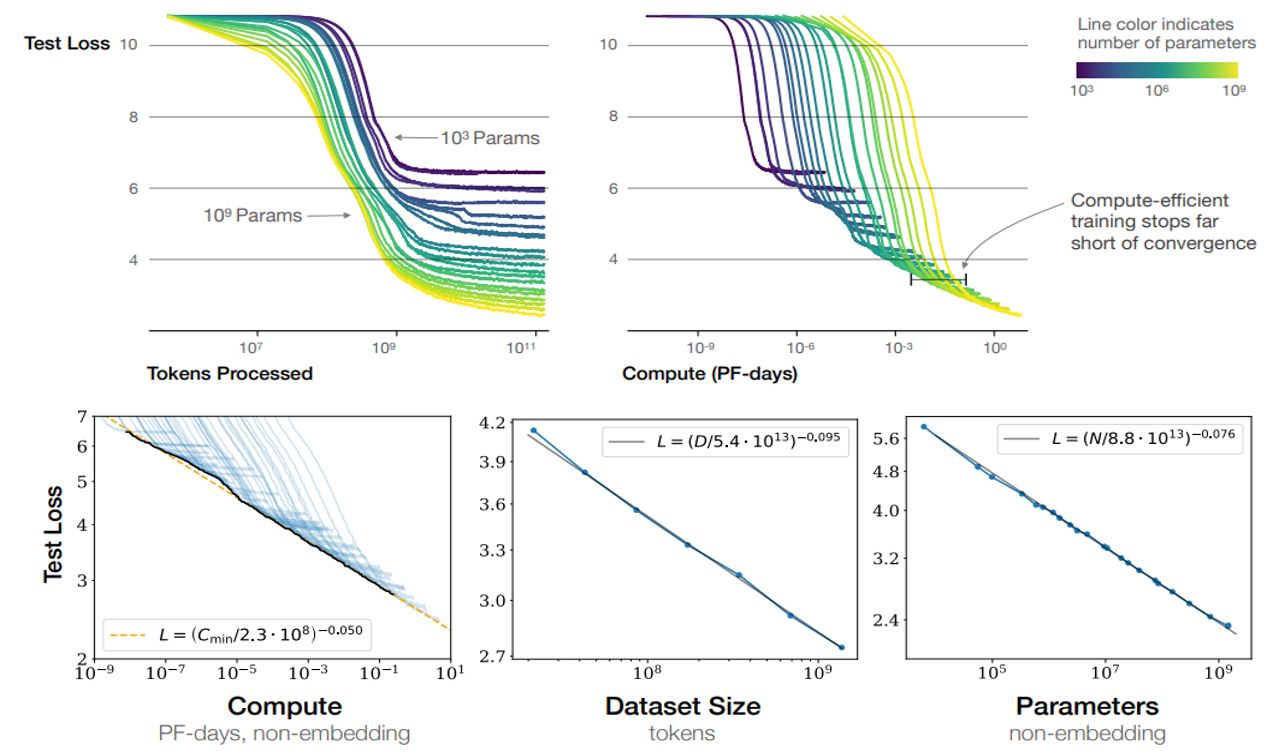 Test Loss
10
8
6
4
10³ Params
10⁹ Params
10⁷
10⁹
10¹¹
Tokens Processed
10
8
6
4
10⁻⁹
10⁻⁶
10⁻³
10⁰
Compute (PF-days)
Line color indicates
number of parameters
10³
10⁶
10⁹
Compute-efficient
training stops far
short of convergence
Test Loss
7
6
5
4
3
2
L = (C_min/2.3 · 10⁸)⁻⁰·⁰⁵⁰
10⁻⁹
10⁻⁷
10⁻⁵
10⁻³
10⁻¹
10¹
Compute
PF-days, non-embedding
4.2
3.9
3.6
3.3
3.0
2.7
L = (D/5.4 · 10¹³)⁻⁰·⁰⁹⁵
10⁸
10⁹
Dataset Size
tokens
5.6
4.8
4.0
3.2
2.4
L = (N/8.8 · 10¹³)⁻⁰·⁰⁷⁶
10⁵
10⁷
10⁹
Parameters
non-embedding